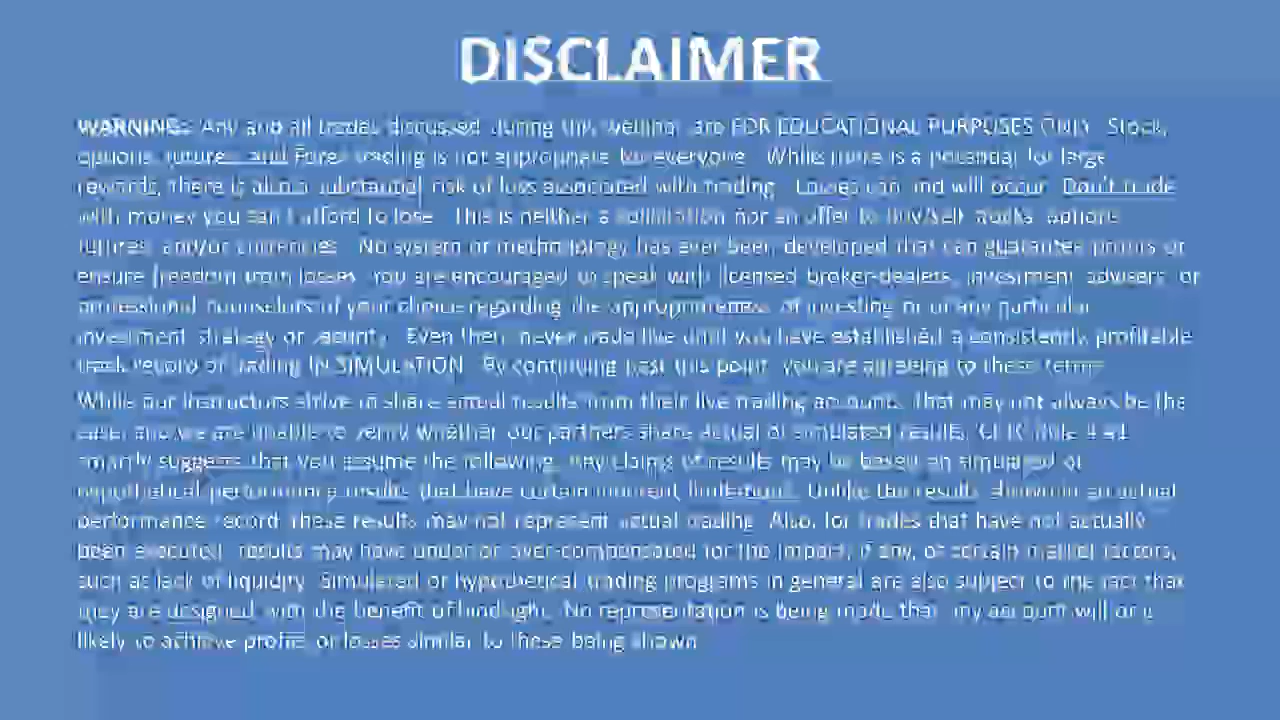 DISCLAIMER
WARNING: Any and all trades discussed during this webinar are FOR EDUCATIONAL PURPOSES ONLY. Stock,
options, futures and Forex trading is not appropriate for everyone. While there is a potential for large
rewards, there is also a substantial risk of loss associated with trading. Losses can and will occur. Don't trade
with money you can't afford to lose. This is neither a solicitation nor an offer to buy/sell stocks, options
futures, and/or currencies. No system or methodology has ever been developed that can guarantee profits or
ensure freedom from losses. You are encouraged to speak with licensed broker-dealers, investment advisers, or
professional counselors of your choice regarding the appropriateness of investing in or any particular
investment strategy or security. Even then, never trade live until you have established a consistently profitable
track record of trading IN SIMULATION. By continuing past this point, you are agreeing to these terms.
While our instructors strive to share actual results from their live trading accounts, that may not always be the
case, and we are unable to verify whether our partners share actual or simulated results. Rule 4.41
suggests that you assume the following: Any claims of results may be based on simulated or
hypothetical performance results that have certain inherent limitations. Unlike the results shown in an actual
performance record, these results may not represent actual trading. Also, for trades that have not actually
been executed, results may have under or over-compensated for the impact, if any, of certain market factors,
such as lack of liquidity. Simulated or hypothetical trading programs in general are also subject to the fact that
they are designed with the benefit of hindsight. No representation is being made that any account will or is
likely to achieve profits or losses similar to these being shown.